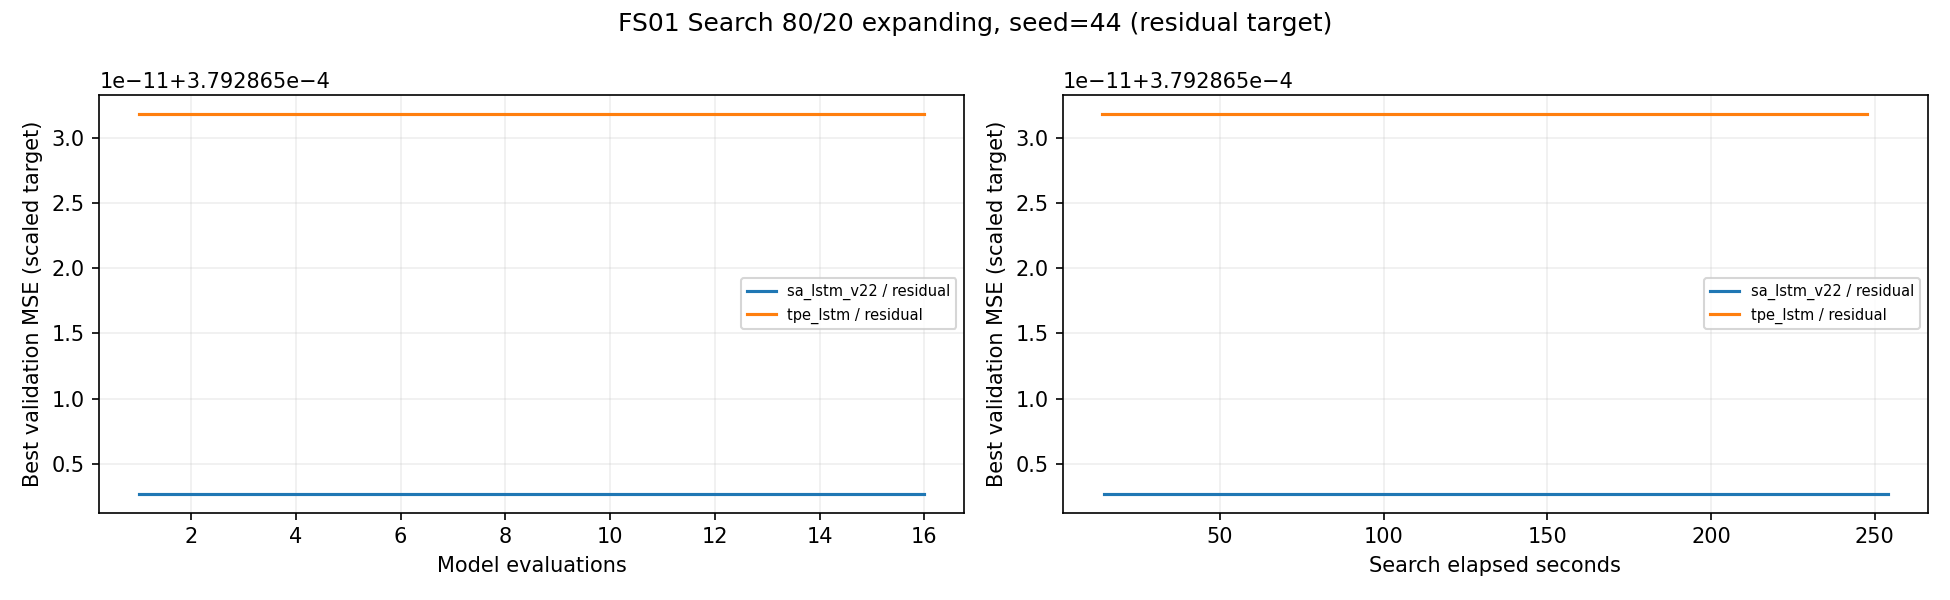 FS01 Search 80/20 expanding, seed=44 (residual target)
1e−11+3.792865e−4
Best validation MSE (scaled target)
3.0
2.5
2.0
1.5
1.0
0.5
sa_lstm_v22 / residual
tpe_lstm / residual
2 4 6 8 10 12 14 16
Model evaluations
1e−11+3.792865e−4
Best validation MSE (scaled target)
3.0
2.5
2.0
1.5
1.0
0.5
sa_lstm_v22 / residual
tpe_lstm / residual
50 100 150 200 250
Search elapsed seconds